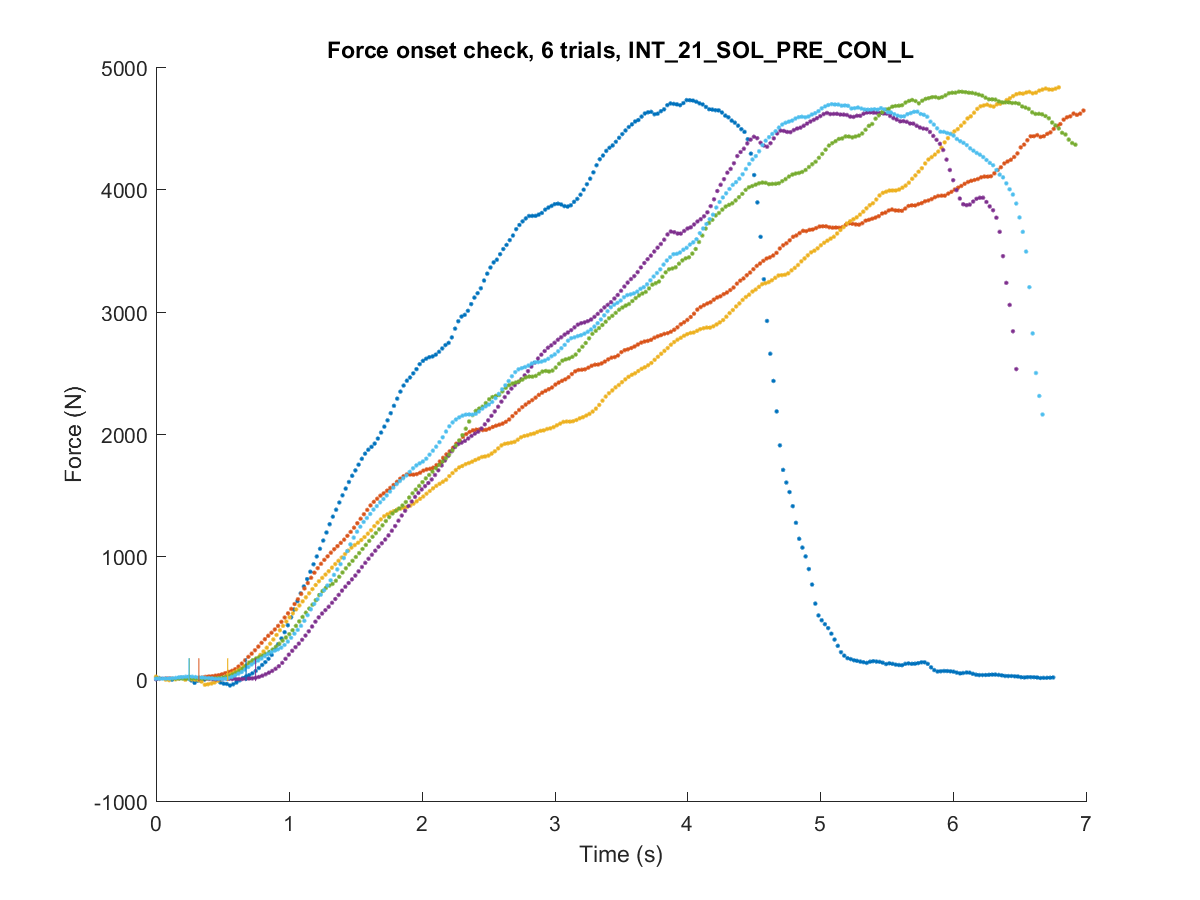 Force onset check, 6 trials, INT_21_SOL_PRE_CON_L
5000
4000
3000
2000
1000
0
-1000
Force (N)
0 1 2 3 4 5 6 7
Time (s)